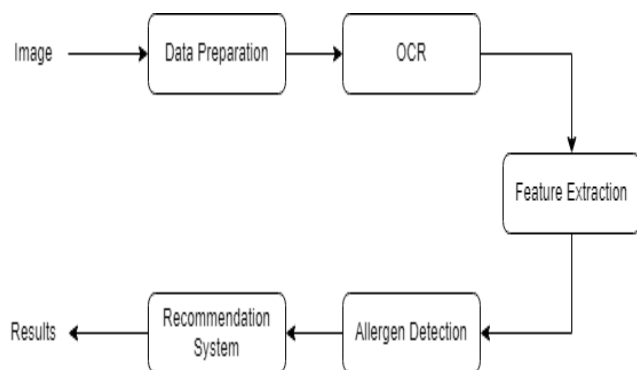 Image
Data Preparation
OCR
Feature Extraction
Allergen Detection
Recommendation
System
Results